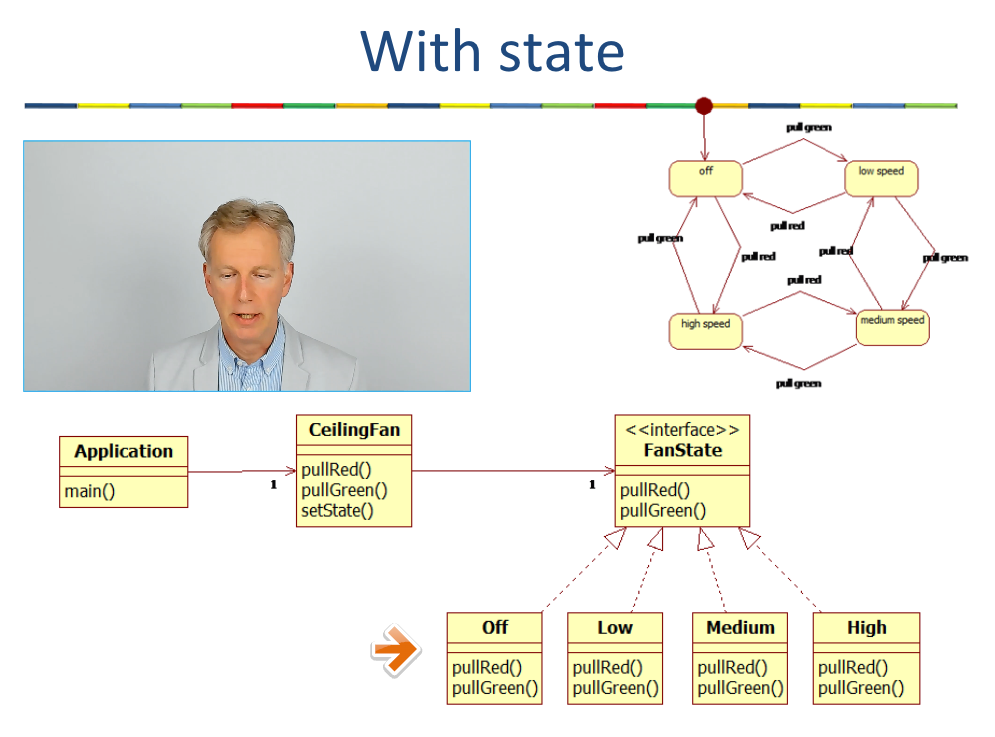 With state
pull green
off
low speed
pull red
pull green
pull red
pull red
pull green
pull red
high speed
medium speed
pull green
Application
main()
1
CeilingFan
pullRed()
pullGreen()
setState()
1
<<interface>>
FanState
pullRed()
pullGreen()
Off
pullRed()
pullGreen()
Low
pullRed()
pullGreen()
Medium
pullRed()
pullGreen()
High
pullRed()
pullGreen()